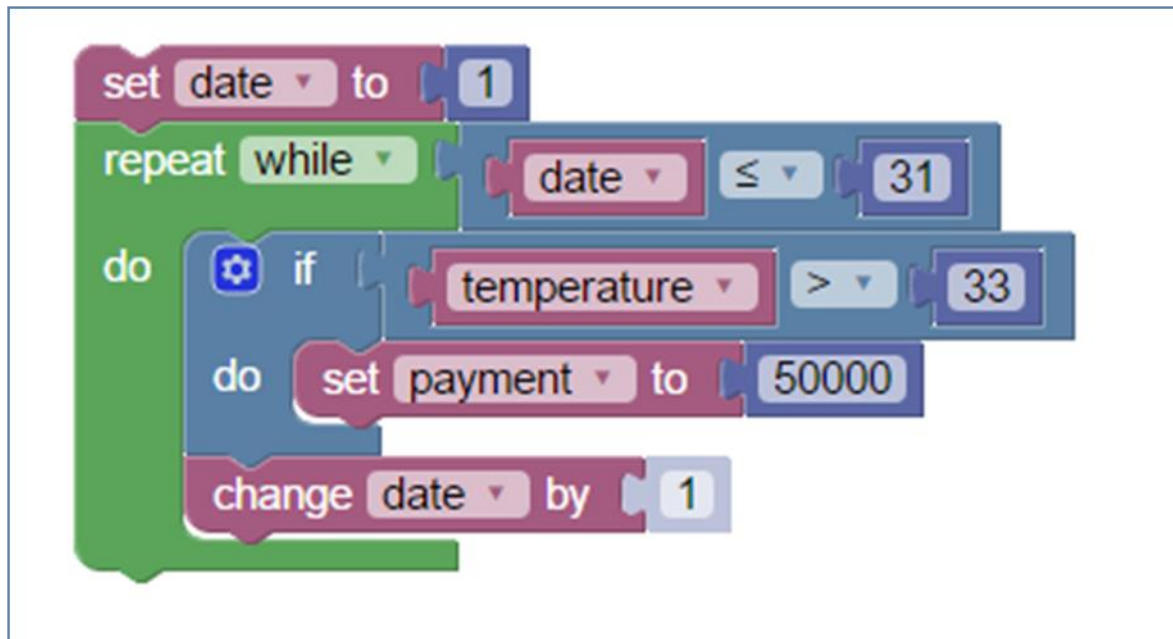 set date to 1
repeat while date ≤ 31
do if temperature > 33
do set payment to 50000
change date by 1